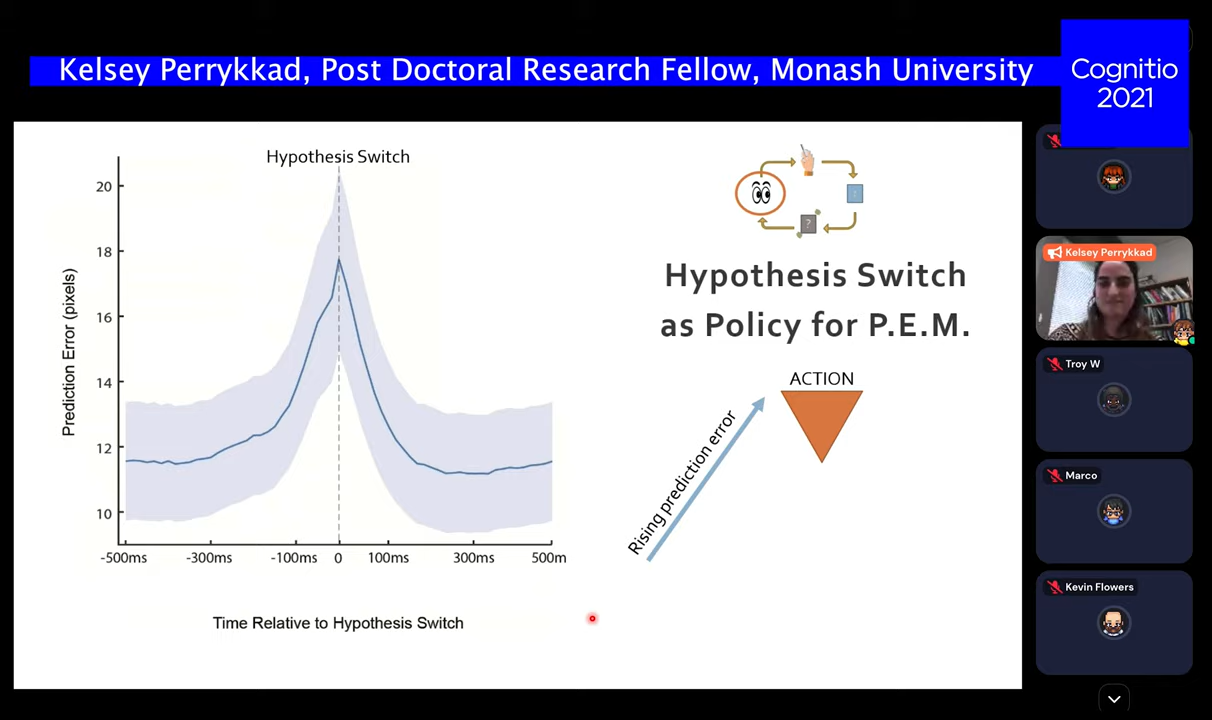 Kelsey Perrykkad, Post Doctoral Research Fellow, Monash University
Cognitio
2021
Hypothesis Switch
20
18
16
14
12
10
Prediction Error (pixels)
-500ms
-300ms
-100ms
0
100ms
300ms
500m
Time Relative to Hypothesis Switch
?
Hypothesis Switch
as Policy for P.E.M.
ACTION
Rising prediction error
Kelsey Perrykkad
Troy W
Marco
Kevin Flowers